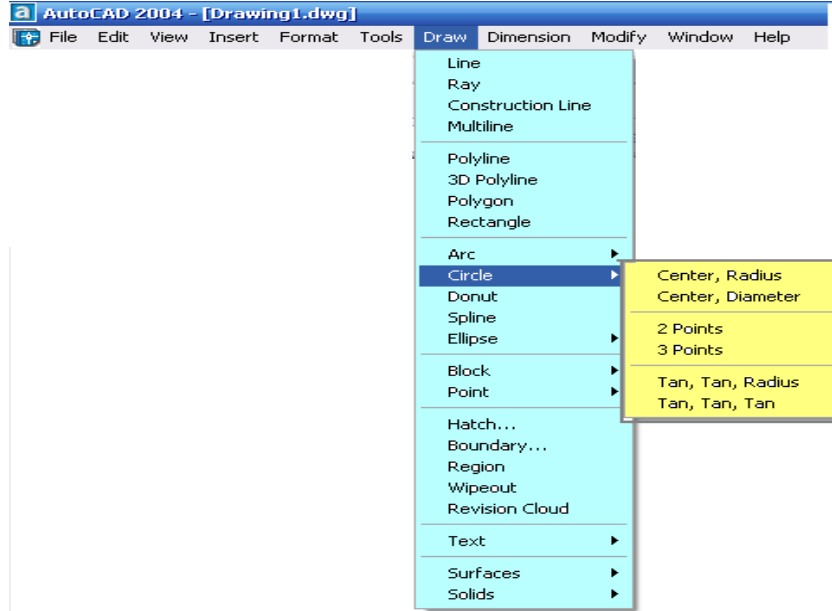 a AutoCAD 2004 - [Drawing1.dwg]
File Edit View Insert Format Tools Draw Dimension Modify Window Help
Line
Ray
Construction Line
Multiline
Polyline
3D Polyline
Polygon
Rectangle
Arc
Circle
Donut
Spline
Ellipse
Block
Point
Hatch...
Boundary...
Region
Wipeout
Revision Cloud
Text
Surfaces
Solids
Center, Radius
Center, Diameter
2 Points
3 Points
Tan, Tan, Radius
Tan, Tan, Tan